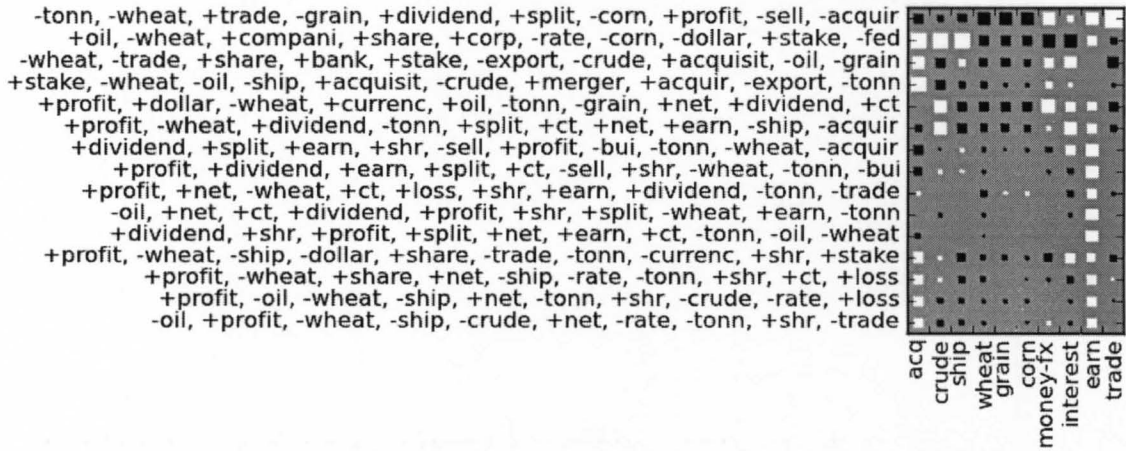 -tonn, -wheat, +trade, -grain, +dividend, +split, -corn, +profit, -sell, -acquir
+oil, -wheat, +compani, +share, +corp, -rate, -corn, -dollar, +stake, -fed
-wheat, -trade, +share, +bank, +stake, -export, -crude, +acquisit, -oil, -grain
+stake, -wheat, -oil, -ship, +acquisit, -crude, +merger, +acquir, -export, -tonn
+profit, +dollar, -wheat, +currenc, +oil, -tonn, -grain, +net, +dividend, +ct
+profit, -wheat, +dividend, -tonn, +split, +ct, +net, +earn, -ship, -acquir
+dividend, +split, +earn, +shr, -sell, +profit, -bui, -tonn, -wheat, -acquir
+profit, +dividend, +earn, +split, +ct, -sell, +shr, -wheat, -tonn, -bui
+profit, +net, -wheat, +ct, +loss, +shr, +earn, +dividend, -tonn, -trade
-oil, +net, +ct, +dividend, +profit, +shr, +split, -wheat, +earn, -tonn
+dividend, +shr, +profit, +split, +net, +earn, +ct, -tonn, -oil, -wheat
+profit, -wheat, -ship, -dollar, +share, -trade, -tonn, -currenc, +shr, +stake
+profit, -wheat, +share, +net, -ship, -rate, -tonn, +shr, +ct, +loss
+profit, -oil, -wheat, -ship, +net, -tonn, +shr, -crude, -rate, +loss
-oil, +profit, -wheat, -ship, -crude, +net, -rate, -tonn, +shr, -trade
acq
crude
ship
wheat
grain
corn
money-fx
interest
earn
trade